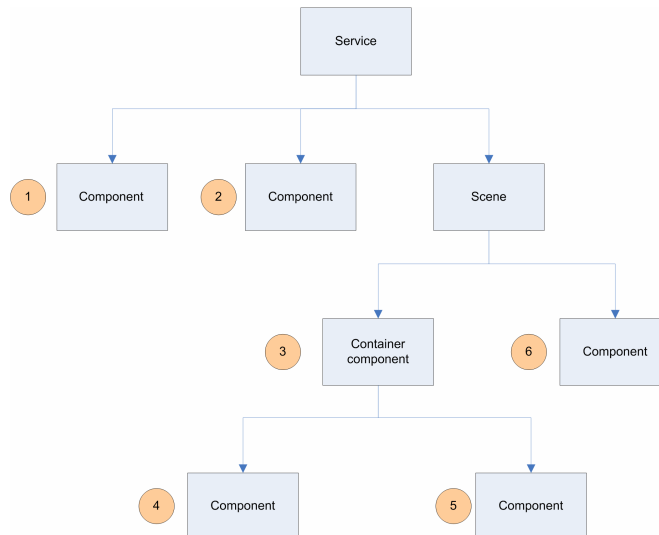 Service
1
Component
2
Component
Scene
3
Container
component
6
Component
4
Component
5
Component